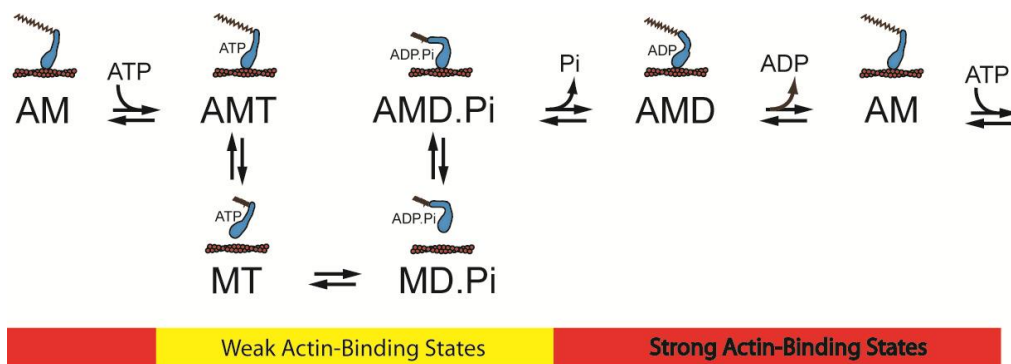 ATP ADP.Pi ADP
ATP Pi ADP ATP
AM AMT AMD.Pi AMD AM
ATP ADP.Pi
MT MD.Pi
Weak Actin-Binding States Strong Actin-Binding States